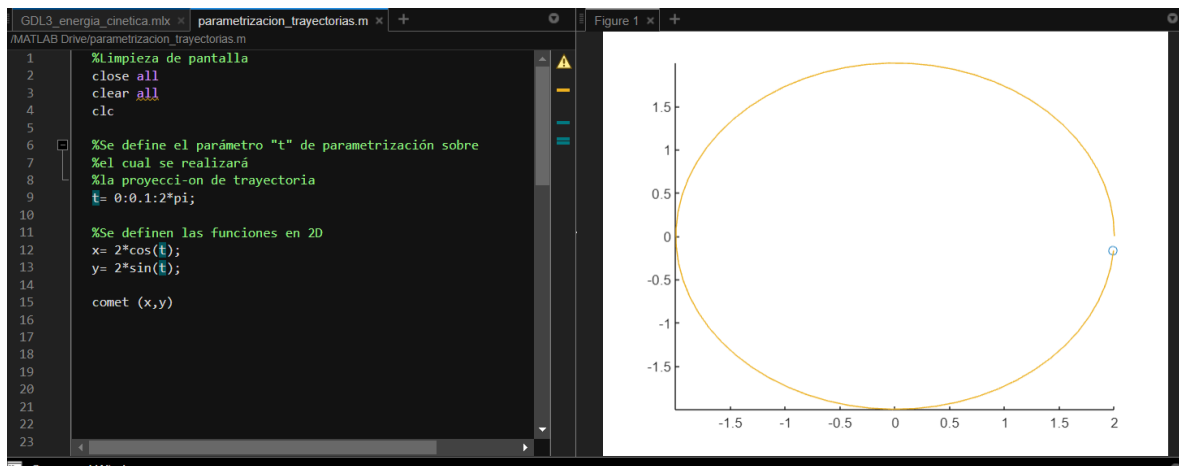 GDL3_energia_cinetica.mlx × parametrizacion_trayectorias.m × +
/MATLAB Drive/parametrizacion_trayectorias.m
1 %Limpieza de pantalla
2 close all
3 clear all
4 clc
5
6 %Se define el parámetro "t" de parametrización sobre
7 %el cual se realizará
8 %la proyecci-on de trayectoria
9 t= 0:0.1:2*pi;
10
11 %Se definen las funciones en 2D
12 x= 2*cos(t);
13 y= 2*sin(t);
14
15 comet (x,y)
16
17
18
19
20
21
22
23
Figure 1 × +
1.5
1
0.5
0
-0.5
-1
-1.5
-1.5 -1 -0.5 0 0.5 1 1.5 2